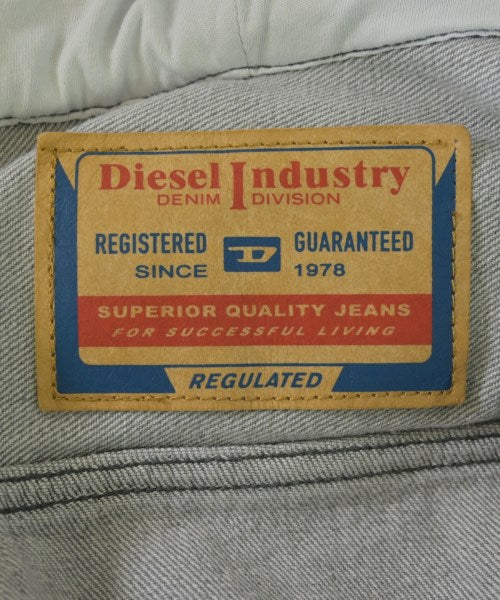 Diesel Industry
DENIM DIVISION
REGISTERED D GUARANTEED
SINCE 1978
SUPERIOR QUALITY JEANS
FOR SUCCESSFUL LIVING
REGULATED